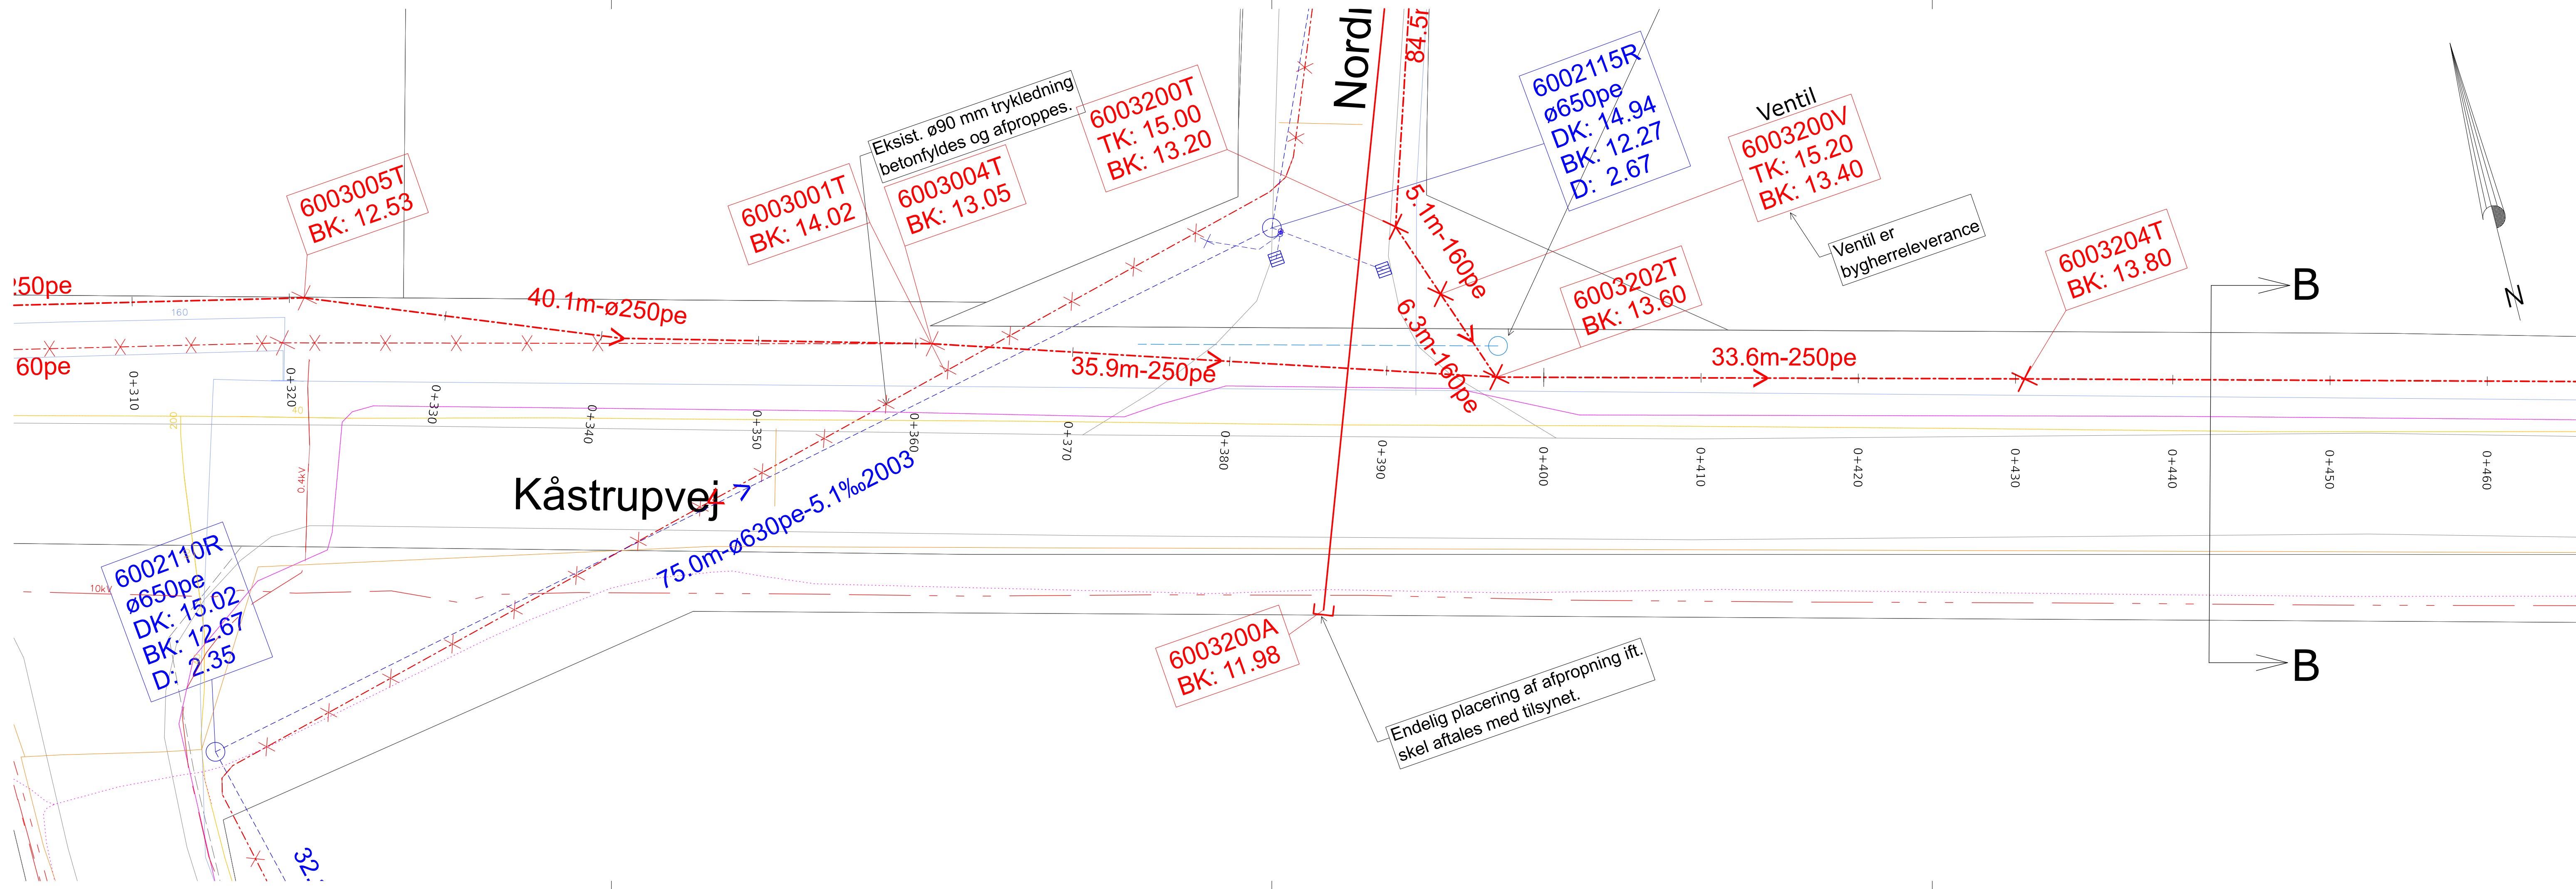 6003005T
BK: 12.53
6003001T
BK: 14.02
Eksist. ø90 mm trykledning
betonfyldes og afproppes.
6003004T
BK: 13.05
6003200T
TK: 15.00
BK: 13.20
6002115R
ø650pe
DK: 14.94
BK: 12.27
D: 2.67
Ventil
6003200V
TK: 15.20
BK: 13.40
Ventil er
bygherreleverance
6003202T
BK: 13.60
6003204T
BK: 13.80
N
B
B
250pe
160
60pe
40.1m-ø250pe
35.9m-250pe
5.1m-160pe
6.3m-160pe
33.6m-250pe
0+310
0+320
0+330
0+340
0+350
0+360
0+370
0+380
0+390
0+400
0+410
0+420
0+430
0+440
0+450
0+460
200
40
0.4kV
Kåstrupvej
75.0m-ø630pe-5.1‰2003
10kV
6002110R
ø650pe
DK: 15.02
BK: 12.67
D: 2.35
6003200A
BK: 11.98
Endelig placering af afpropning ift.
skel aftales med tilsynet.